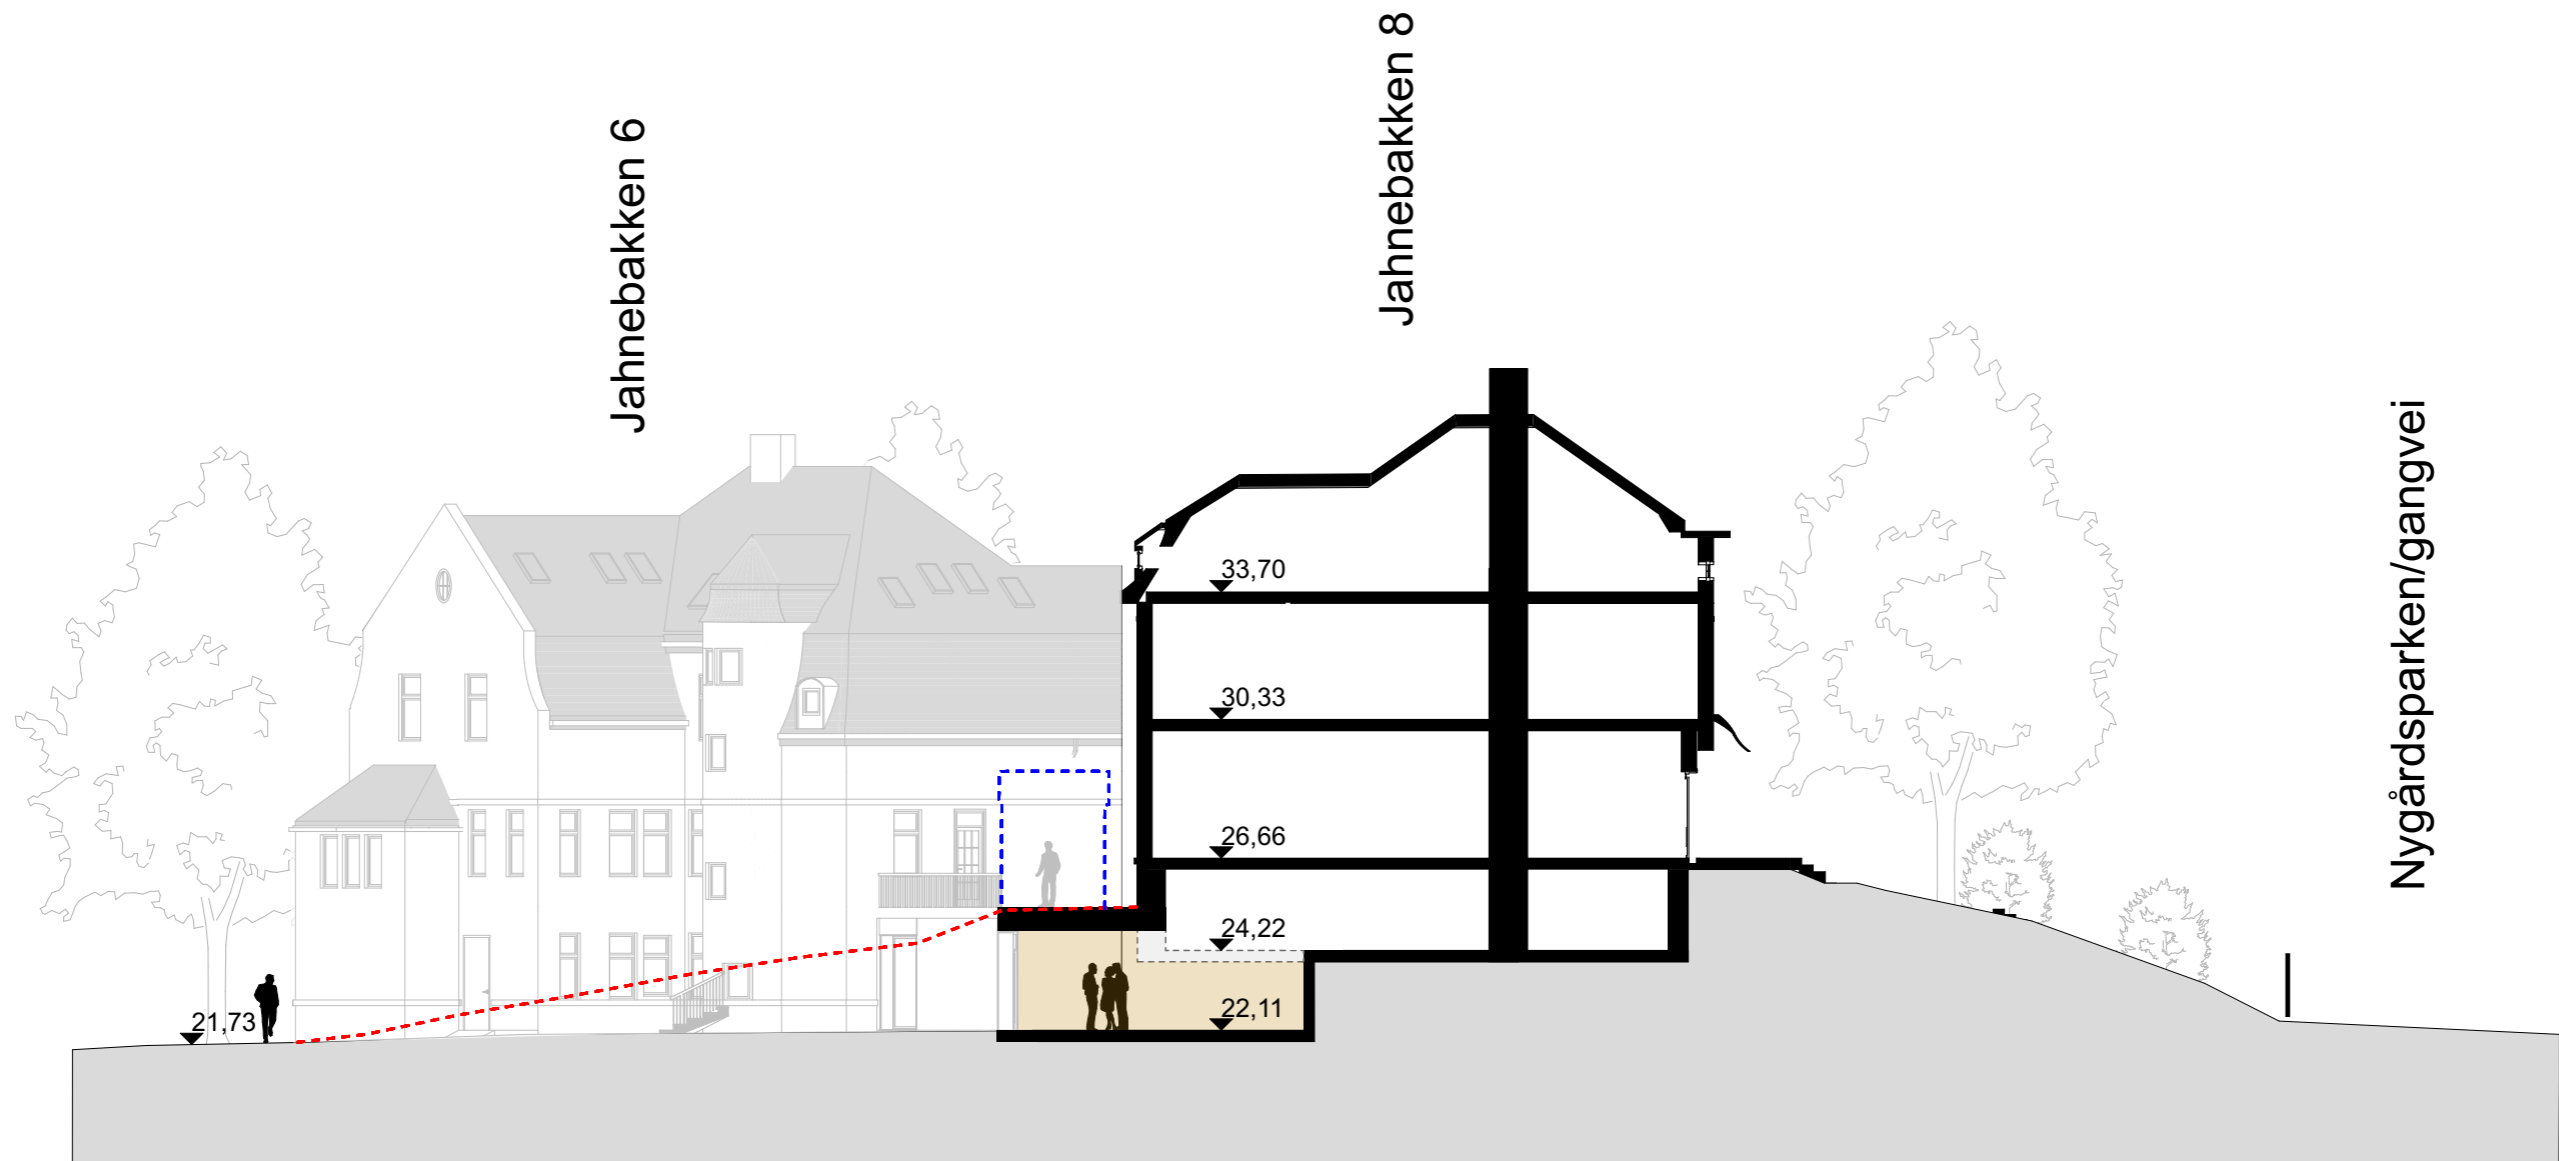 Jahnebakken 6
Jahnebakken 8
Nygårdsparken/gangvei
33,70
30,33
26,66
24,22
22,11
21,73